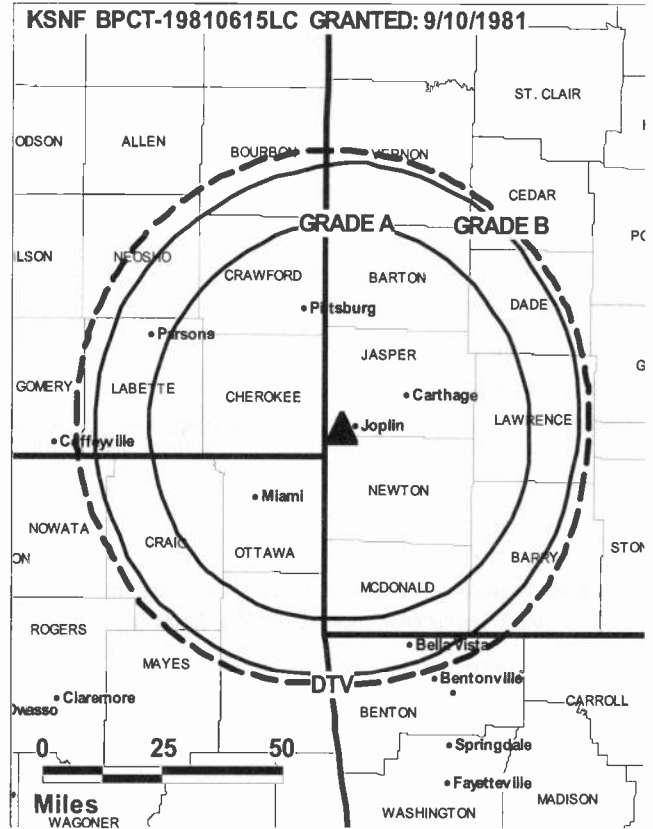 KSNF BPCT-19810615LC GRANTED: 9/10/1981
ST. CLAIR
ODSON ALLEN BOURBON VERNON
CEDAR
GRADE A GRADE B
PO
ILSON NEOSHO
CRAWFORD BARTON
DADE
Pittsburg
Parsons
JASPER
G
GOMERY LABETTE CHEROKEE Carthage
LAWRENCE
Joplin
Coffeyville
NEWTON
Miami
NOWATA CRAIG OTTAWA BARRY STON
ON
MCDONALD
ROGERS
Bella Vista
MAYES
DTV Bentonville
Claremore
Owasso BENTON CARROLL
0 25 50
Springdale
Fayetteville
Miles
MADISON
WAGONER WASHINGTON